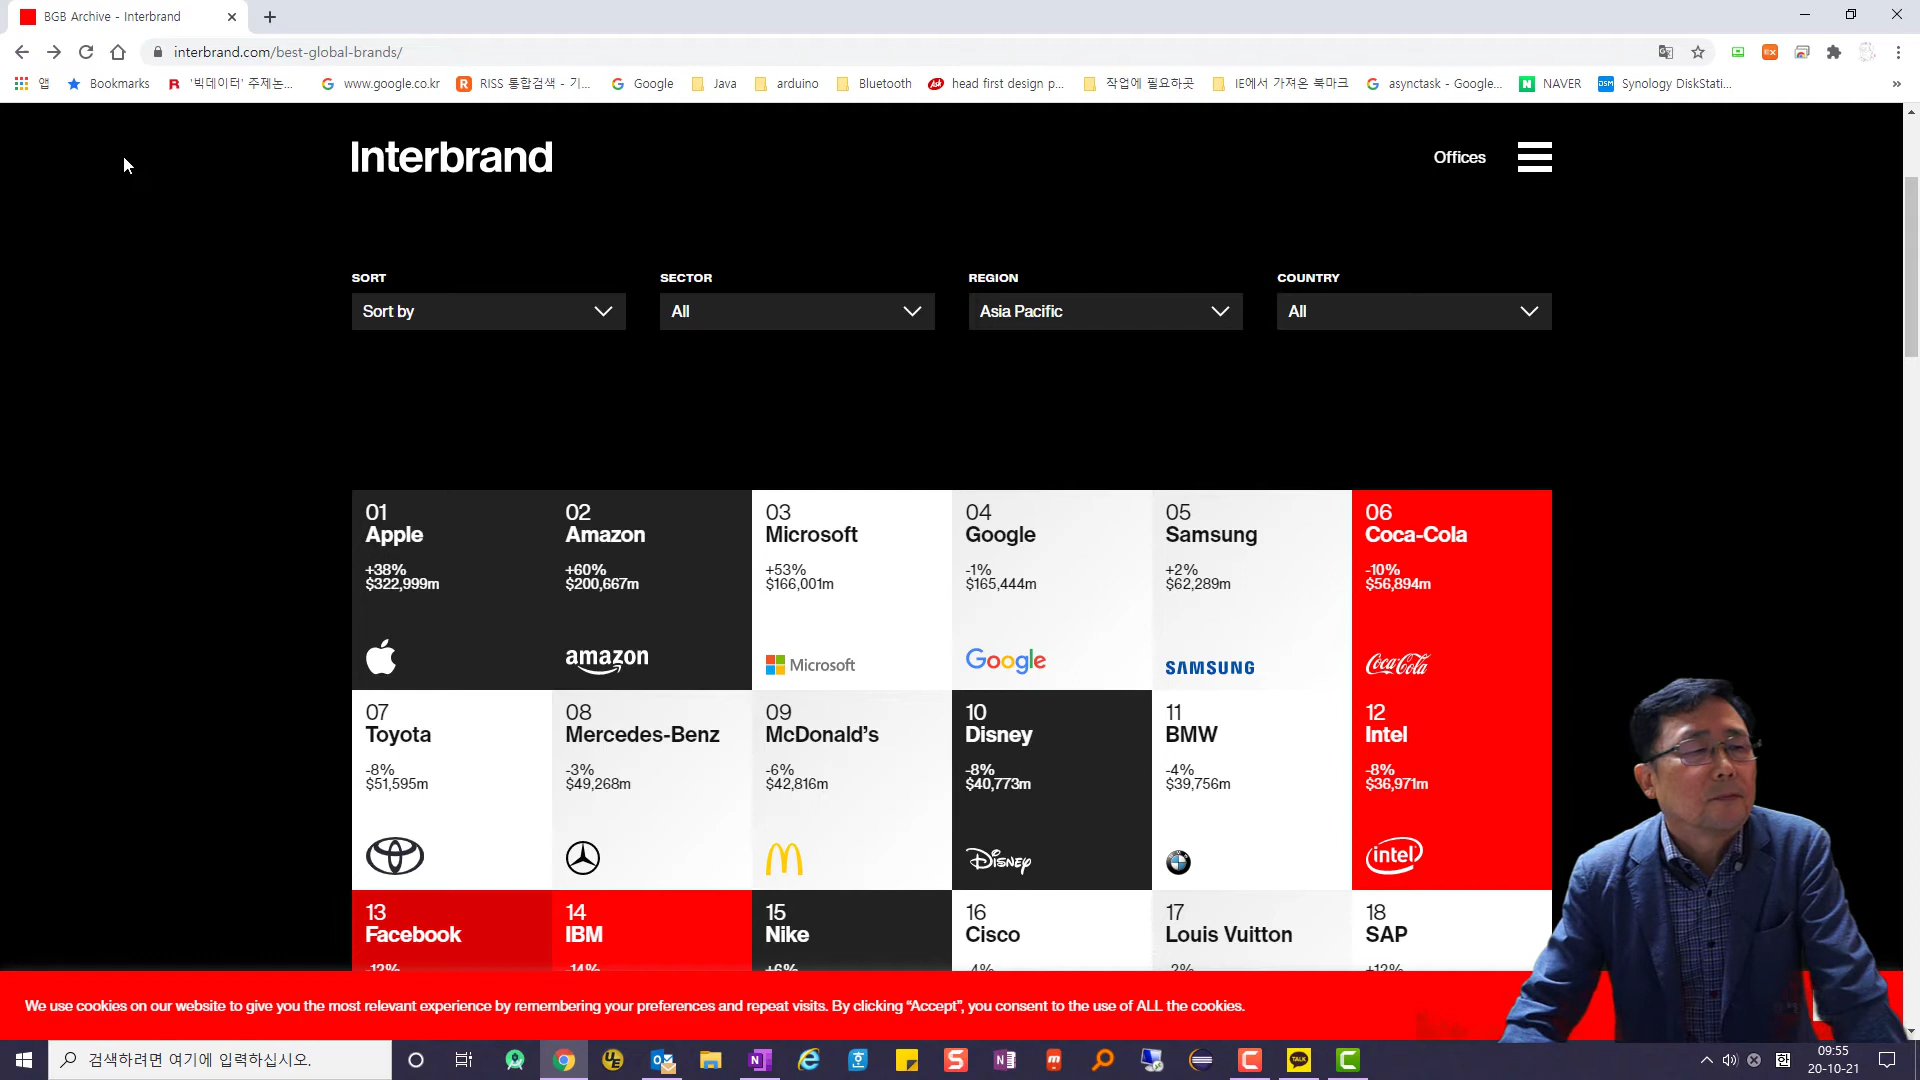 BGB Archive - Interbrand
interbrand.com/best-global-brands/
앱 Bookmarks '빅데이터' 주제논... www.google.co.kr RISS 통합검색 - 기... Google Java arduino Bluetooth head first design p... 작업에 필요하곳 IE에서 가져온 북마크 asynctask - Google... NAVER Synology DiskStati... »
Interbrand
Offices
SORT SECTOR REGION COUNTRY
Sort by All Asia Pacific All
01 02 03 04 05 06
Apple Amazon Microsoft Google Samsung Coca-Cola
+38% +60% +53% -1% +2% -10%
$322,999m $200,667m $166,001m $165,444m $62,289m $56,894m
amazon Microsoft Google SAMSUNG Coca-Cola
07 08 09 10 11 12
Toyota Mercedes-Benz McDonald's Disney BMW Intel
-8% -3% -6% -8% -4% -8%
$51,595m $49,268m $42,816m $40,773m $39,756m $36,971m
Disney intel
13 14 15 16 17 18
Facebook IBM Nike Cisco Louis Vuitton SAP
-12% -14% +6% -4% -2% +12%
We use cookies on our website to give you the most relevant experience by remembering your preferences and repeat visits. By clicking “Accept”, you consent to the use of ALL the cookies.
검색하려면 여기에 입력하십시오.
09:55
20-10-21